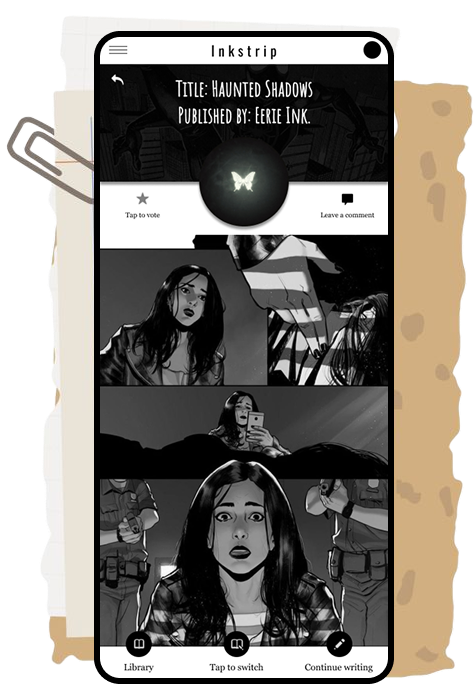 Inkstrip
Title: Haunted Shadows
Published by: Eerie Ink.
Tap to vote
Leave a comment
Library
Tap to switch
Continue writing